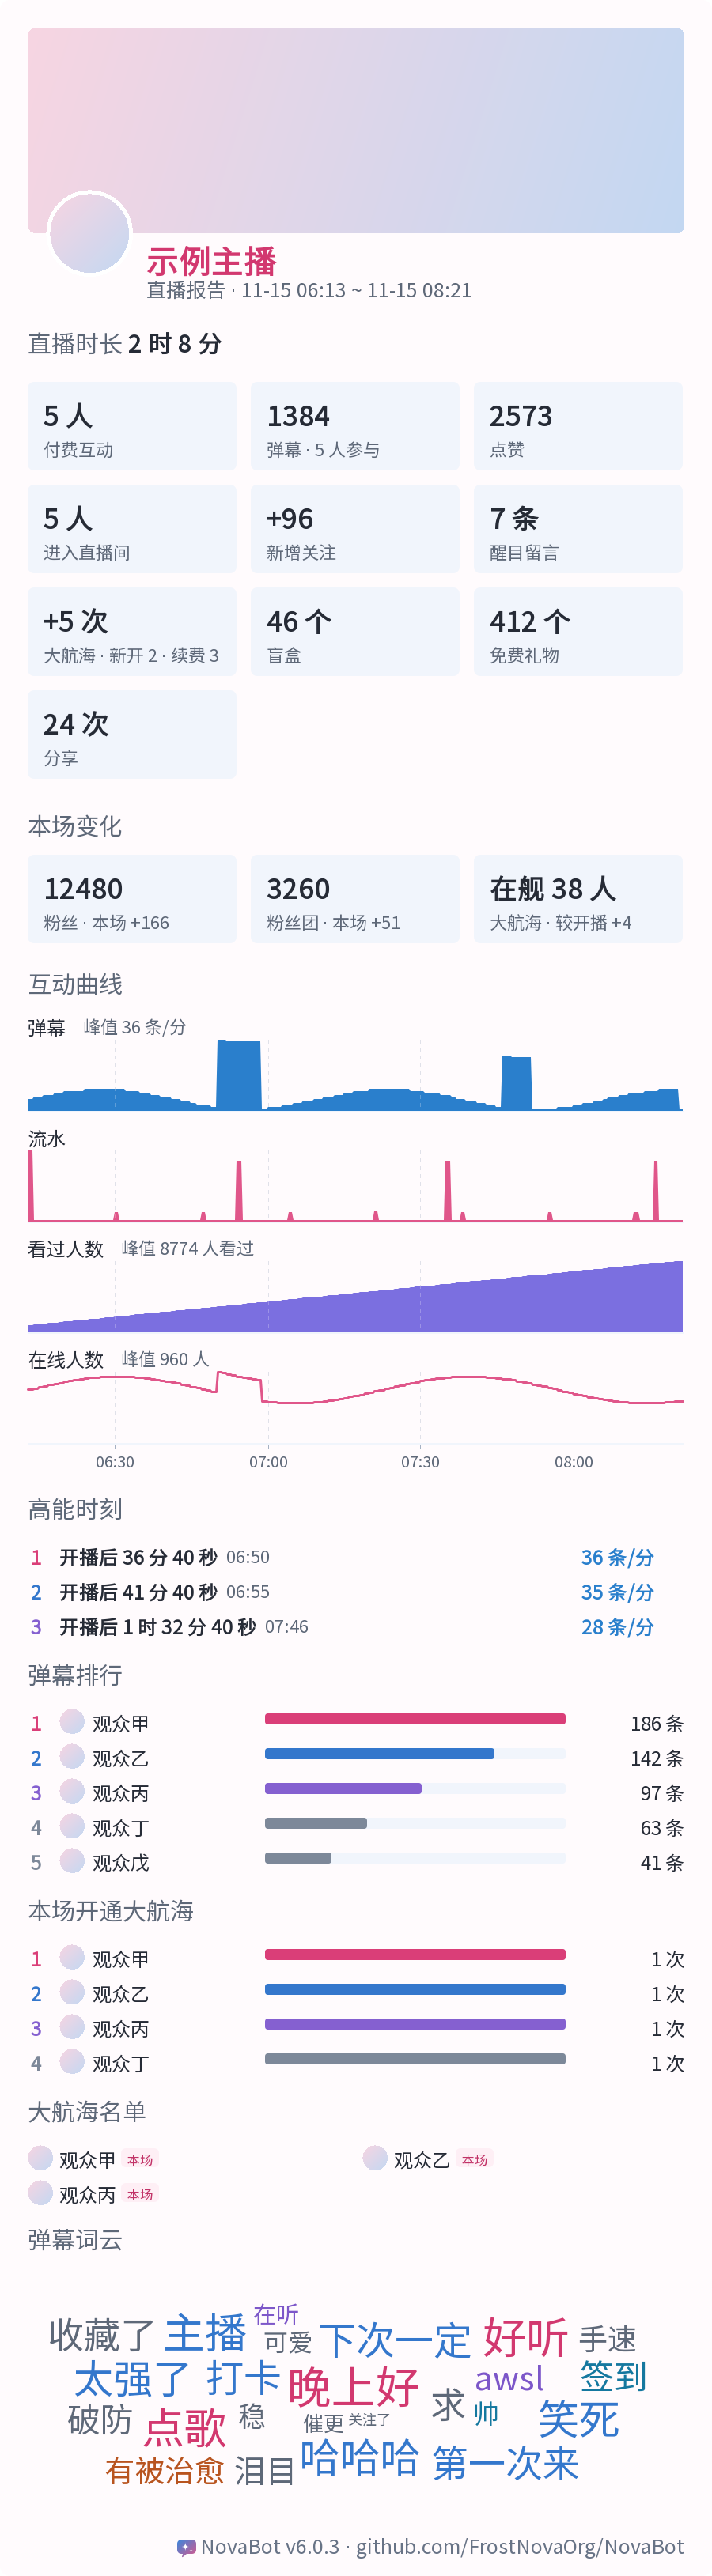 示例主播
直播报告 · 11-15 06:13 ~ 11-15 08:21
直播时长 2 时 8 分
5 人
付费互动
1384
弹幕 · 5 人参与
2573
点赞
5 人
进入直播间
+96
新增关注
7 条
醒目留言
+5 次
大航海 · 新开 2 · 续费 3
46 个
盲盒
412 个
免费礼物
24 次
分享
本场变化
12480
粉丝 · 本场 +166
3260
粉丝团 · 本场 +51
在舰 38 人
大航海 · 较开播 +4
互动曲线
弹幕 峰值 36 条/分
流水
看过人数 峰值 8774 人看过
在线人数 峰值 960 人
06:30 07:00 07:30 08:00
高能时刻
1 开播后 36 分 40 秒 06:50 36 条/分
2 开播后 41 分 40 秒 06:55 35 条/分
3 开播后 1 时 32 分 40 秒 07:46 28 条/分
弹幕排行
1 观众甲 186 条
2 观众乙 142 条
3 观众丙 97 条
4 观众丁 63 条
5 观众戊 41 条
本场开通大航海
1 观众甲 1 次
2 观众乙 1 次
3 观众丙 1 次
4 观众丁 1 次
大航海名单
观众甲 本场 观众乙 本场
观众丙 本场
弹幕词云
收藏了 主播 在听 可爱 下次一定 好听 手速
太强了 打卡 晚上好 awsl 签到
破防 点歌 稳 催更 关注了 求 帅 笑死
有被治愈 泪目 哈哈哈 第一次来
NovaBot v6.0.3 · github.com/FrostNovaOrg/NovaBot